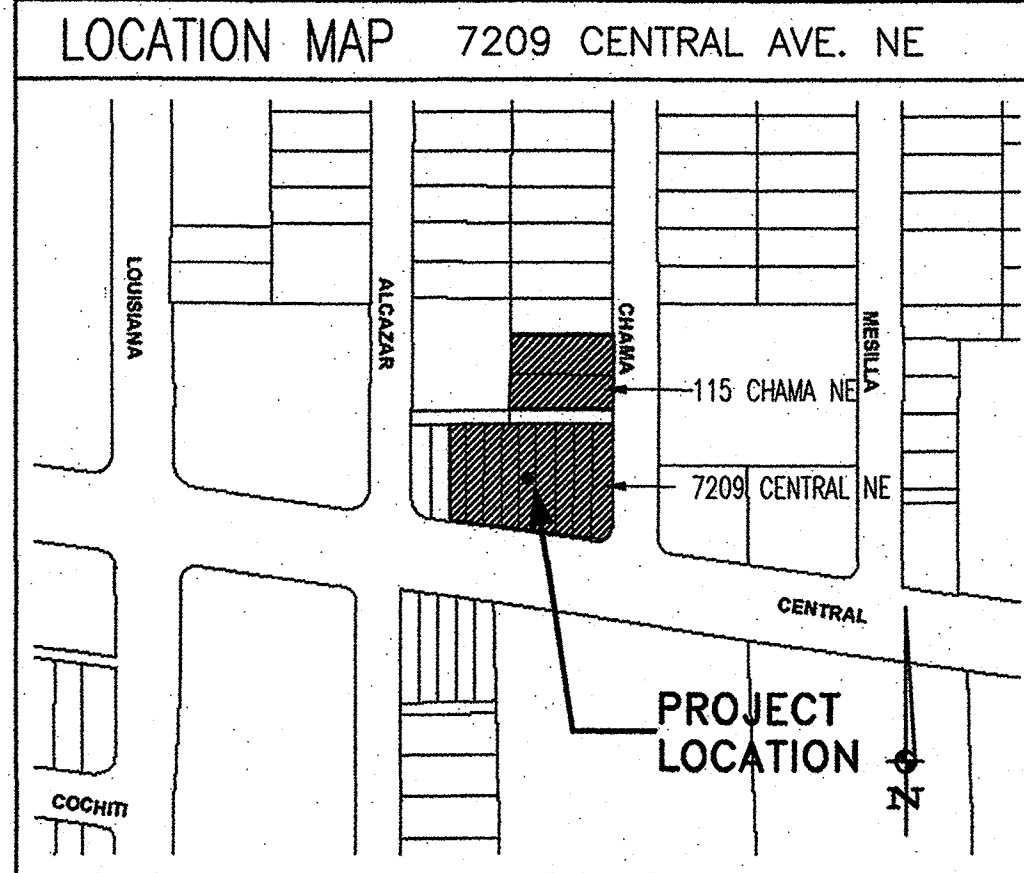 LOCATION MAP 7209 CENTRAL AVE. NE
LOUISIANA
ALCAZAR
CHAMA
MESILLA
115 CHAMA NE
7209 CENTRAL NE
CENTRAL
PROJECT
LOCATION
N
COCHITI